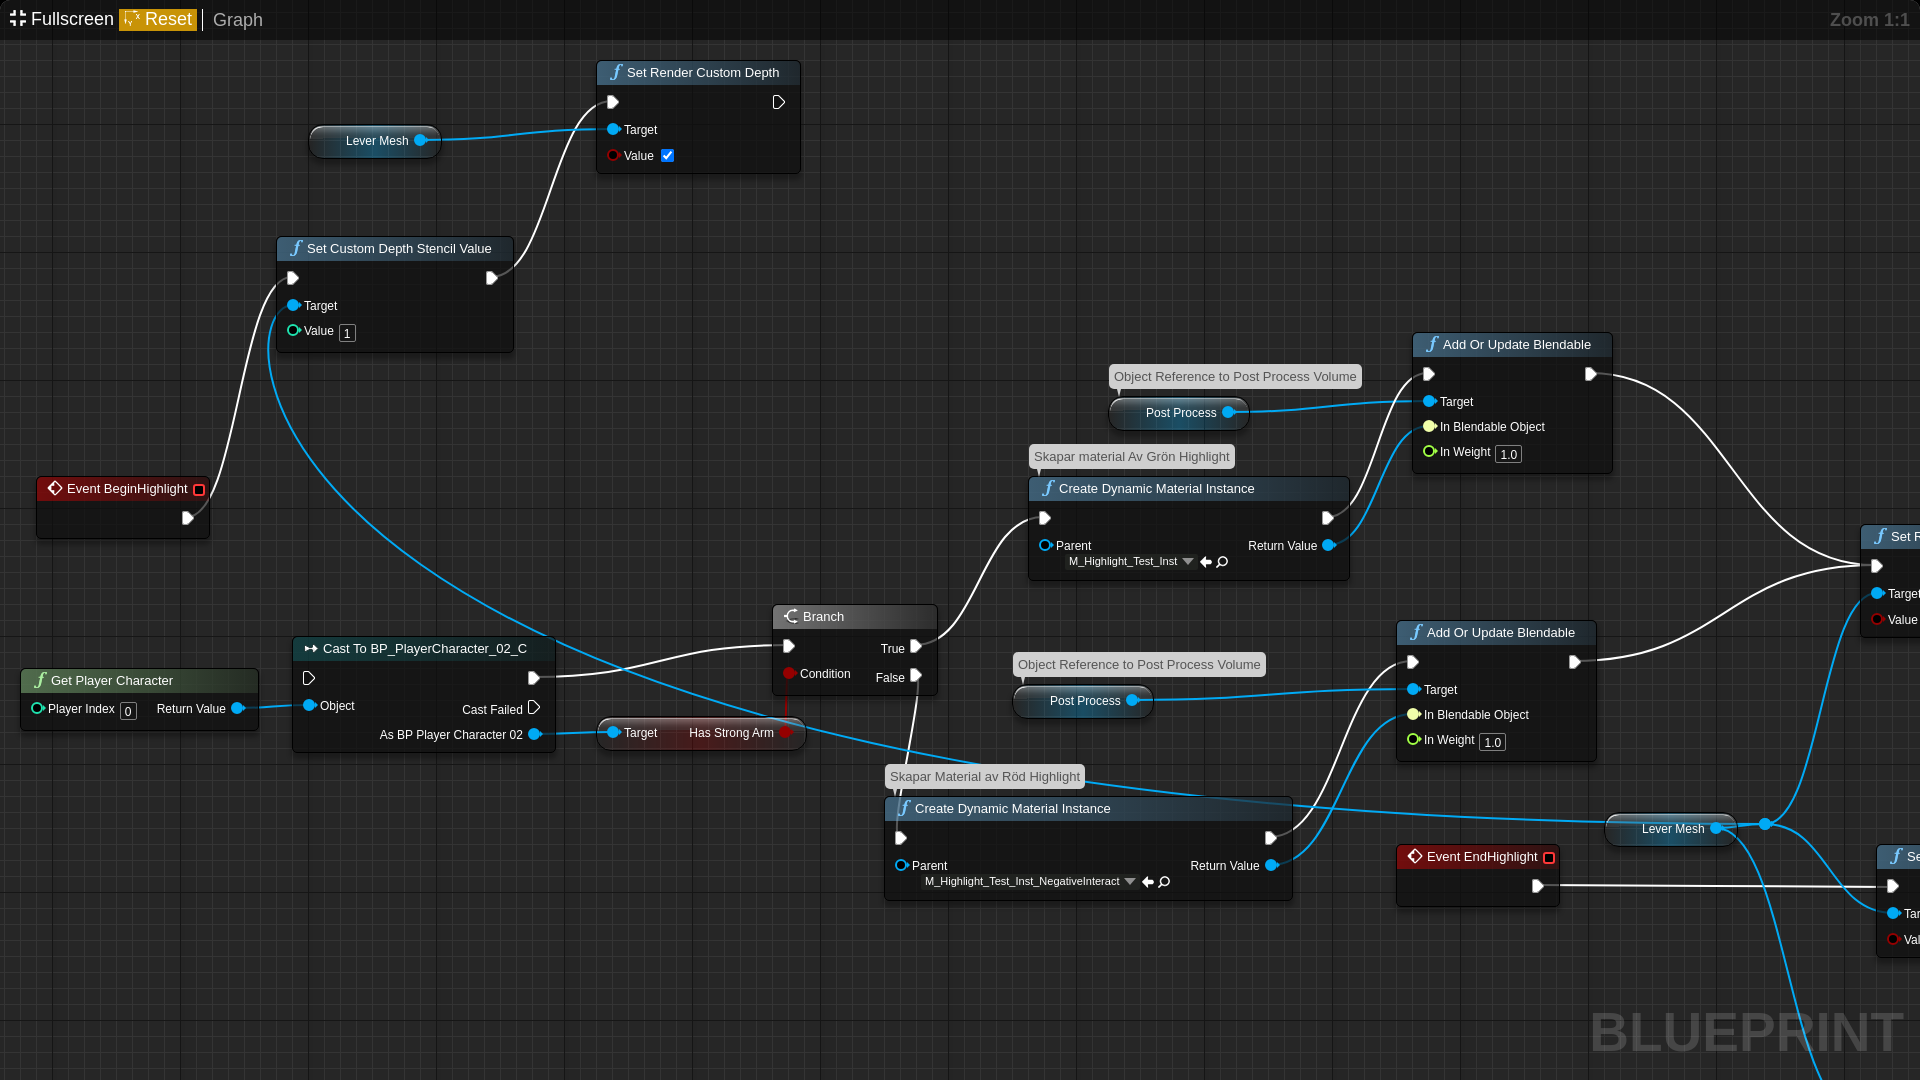 Fullscreen Reset Graph
Zoom 1:1
Set Render Custom Depth
Target
Value
Lever Mesh
Set Custom Depth Stencil Value
Target
Value 1
Event BeginHighlight
Get Player Character
Player Index 0 Return Value
Cast To BP_PlayerCharacter_02_C
Object
Cast Failed
As BP Player Character 02
Target Has Strong Arm
Branch
True
Condition
False
Object Reference to Post Process Volume
Post Process
Skapar material Av Grön Highlight
Create Dynamic Material Instance
Parent Return Value
M_Highlight_Test_Inst
Add Or Update Blendable
Target
In Blendable Object
In Weight 1.0
Object Reference to Post Process Volume
Post Process
Skapar Material av Röd Highlight
Create Dynamic Material Instance
Parent Return Value
M_Highlight_Test_Inst_NegativeInteract
Add Or Update Blendable
Target
In Blendable Object
In Weight 1.0
Set R
Target
Value
Lever Mesh
Event EndHighlight
Se
Tar
Val
BLUEPRINT